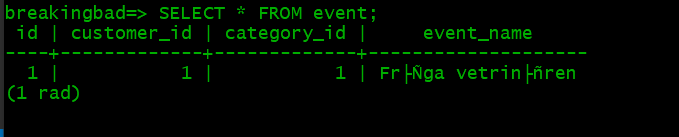 breakingbad=> SELECT * FROM event;
 id | customer_id | category_id |     event_name
----+-------------+-------------+---------------------
  1 |           1 |           1 | Fr├Ñga vetrin├ñren
(1 rad)